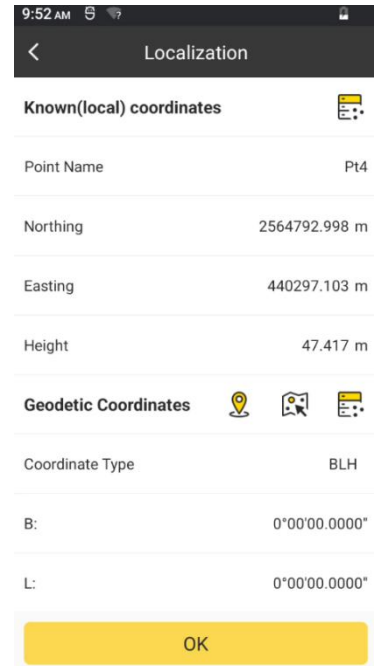 9:52 AM
Localization
Known(local) coordinates
Point Name Pt4
Northing 2564792.998 m
Easting 440297.103 m
Height 47.417 m
Geodetic Coordinates
Coordinate Type BLH
B: 0°00'00.0000"
L: 0°00'00.0000"
OK